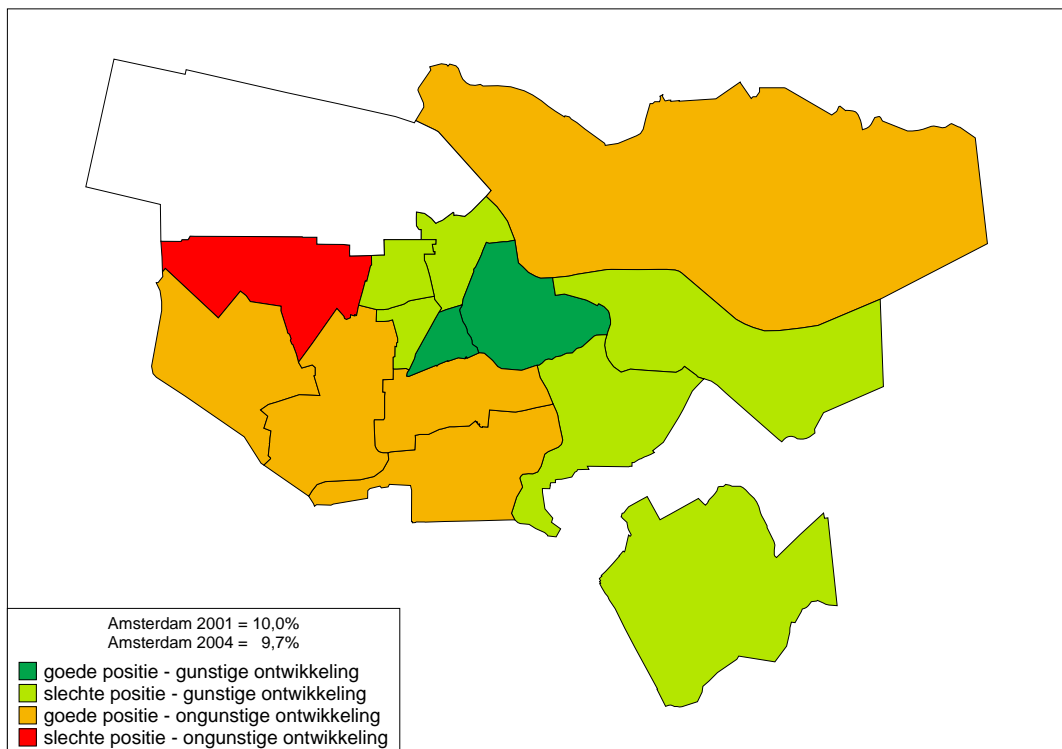 Amsterdam 2001 = 10,0%
Amsterdam 2004 = 9,7%
goede positie - gunstige ontwikkeling
slechte positie - gunstige ontwikkeling
goede positie - ongunstige ontwikkeling
slechte positie - ongunstige ontwikkeling